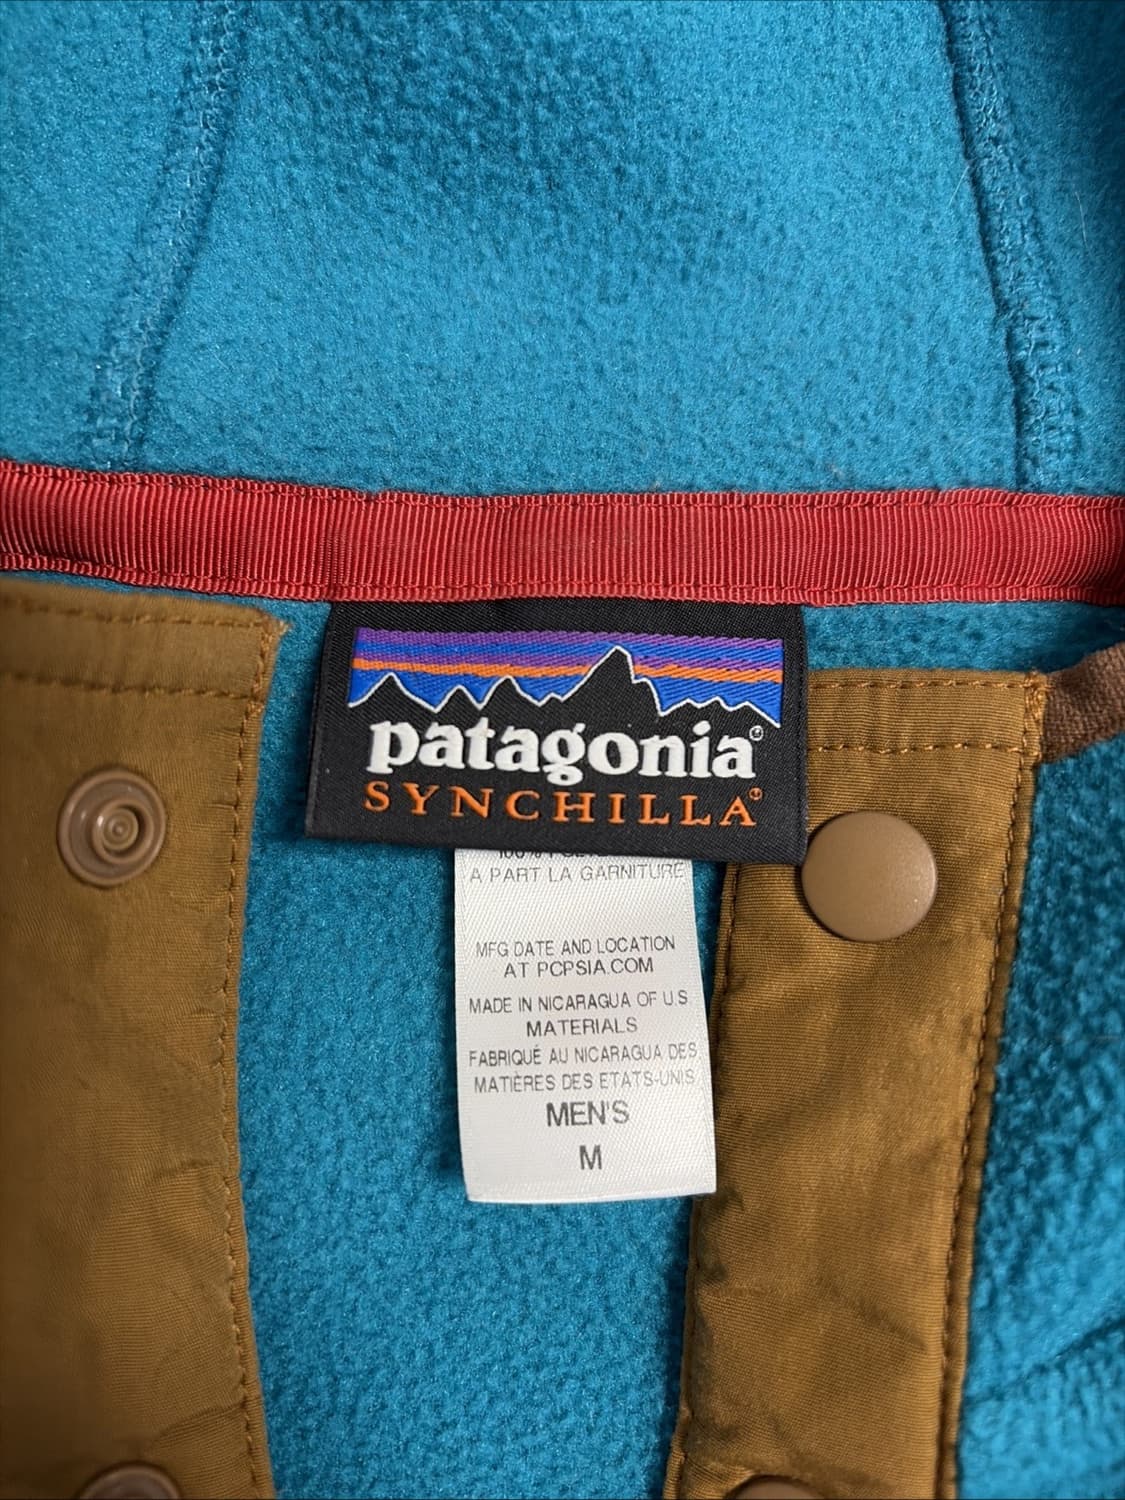 patagonia®
SYNCHILLA®
100%
A PART LA GARNITURE
MFG DATE AND LOCATION
AT PCPSIA.COM
MADE IN NICARAGUA OF U.S.
MATERIALS
FABRIQUÉ AU NICARAGUA DES
MATIÈRES DES ETATS-UNIS
MEN'S
M